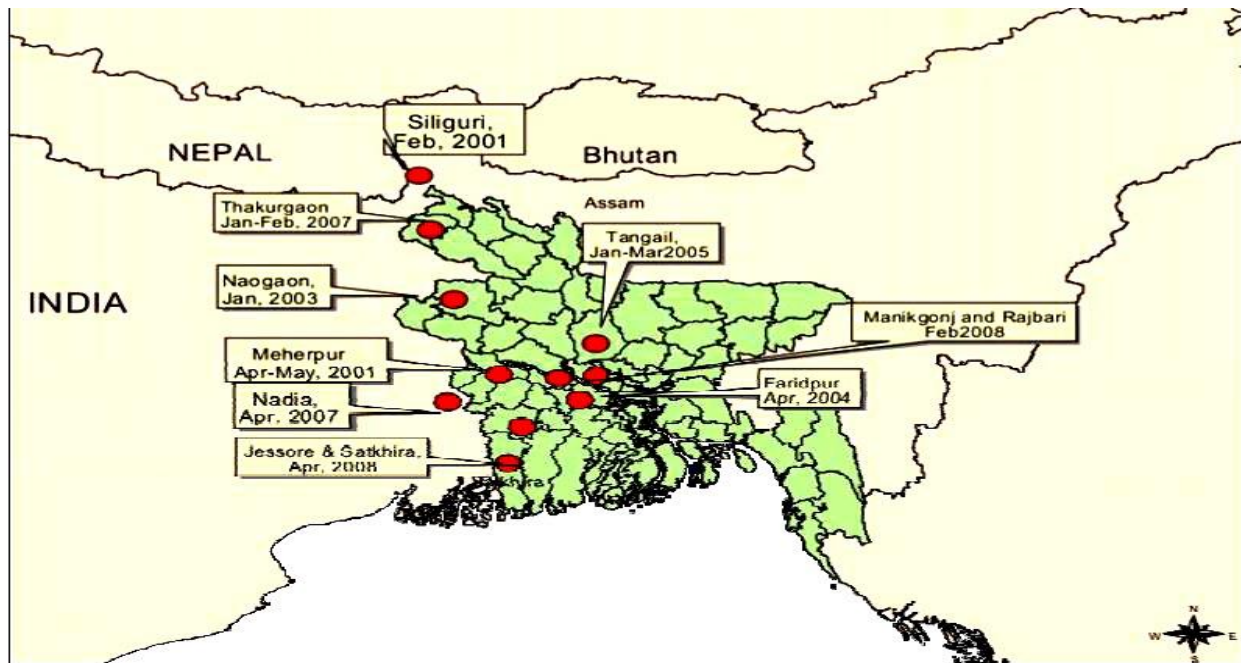 Siliguri,
Feb, 2001
NEPAL
Bhutan
Thakurgaon
Jan-Feb, 2007
Assam
Tangail,
Jan-Mar2005
Naogaon,
Jan, 2003
INDIA
Manikgonj and Rajbari
Feb2008
Meherpur
Apr-May, 2001
Faridpur
Apr, 2004
Nadia,
Apr. 2007
Jessore & Satkhira,
Apr, 2008
N
W E
S